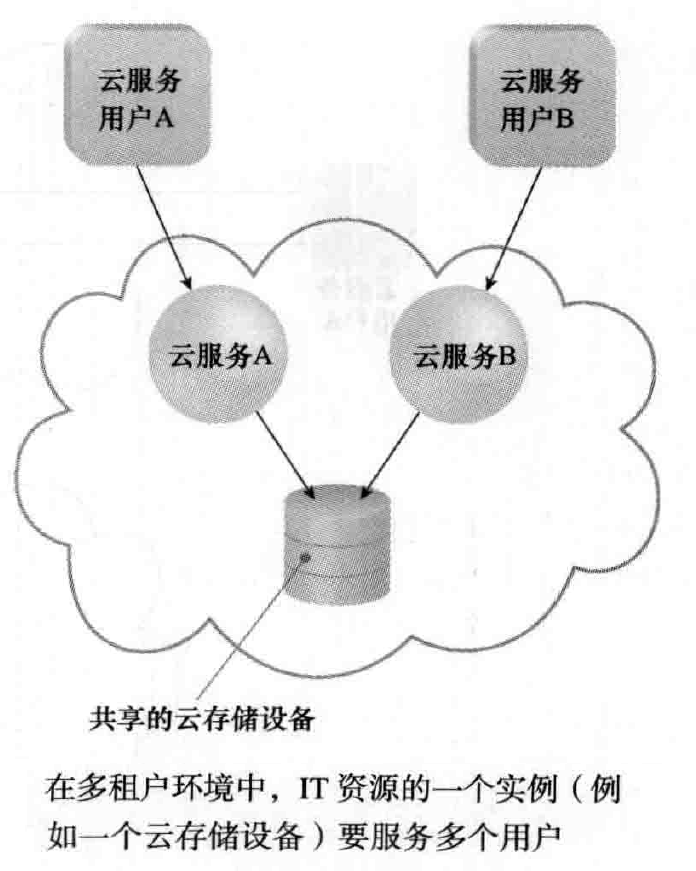 云服务
用户A
云服务
用户B
云服务A
云服务B
共享的云存储设备
在多租户环境中，IT 资源的一个实例（例
如一个云存储设备）要服务多个用户